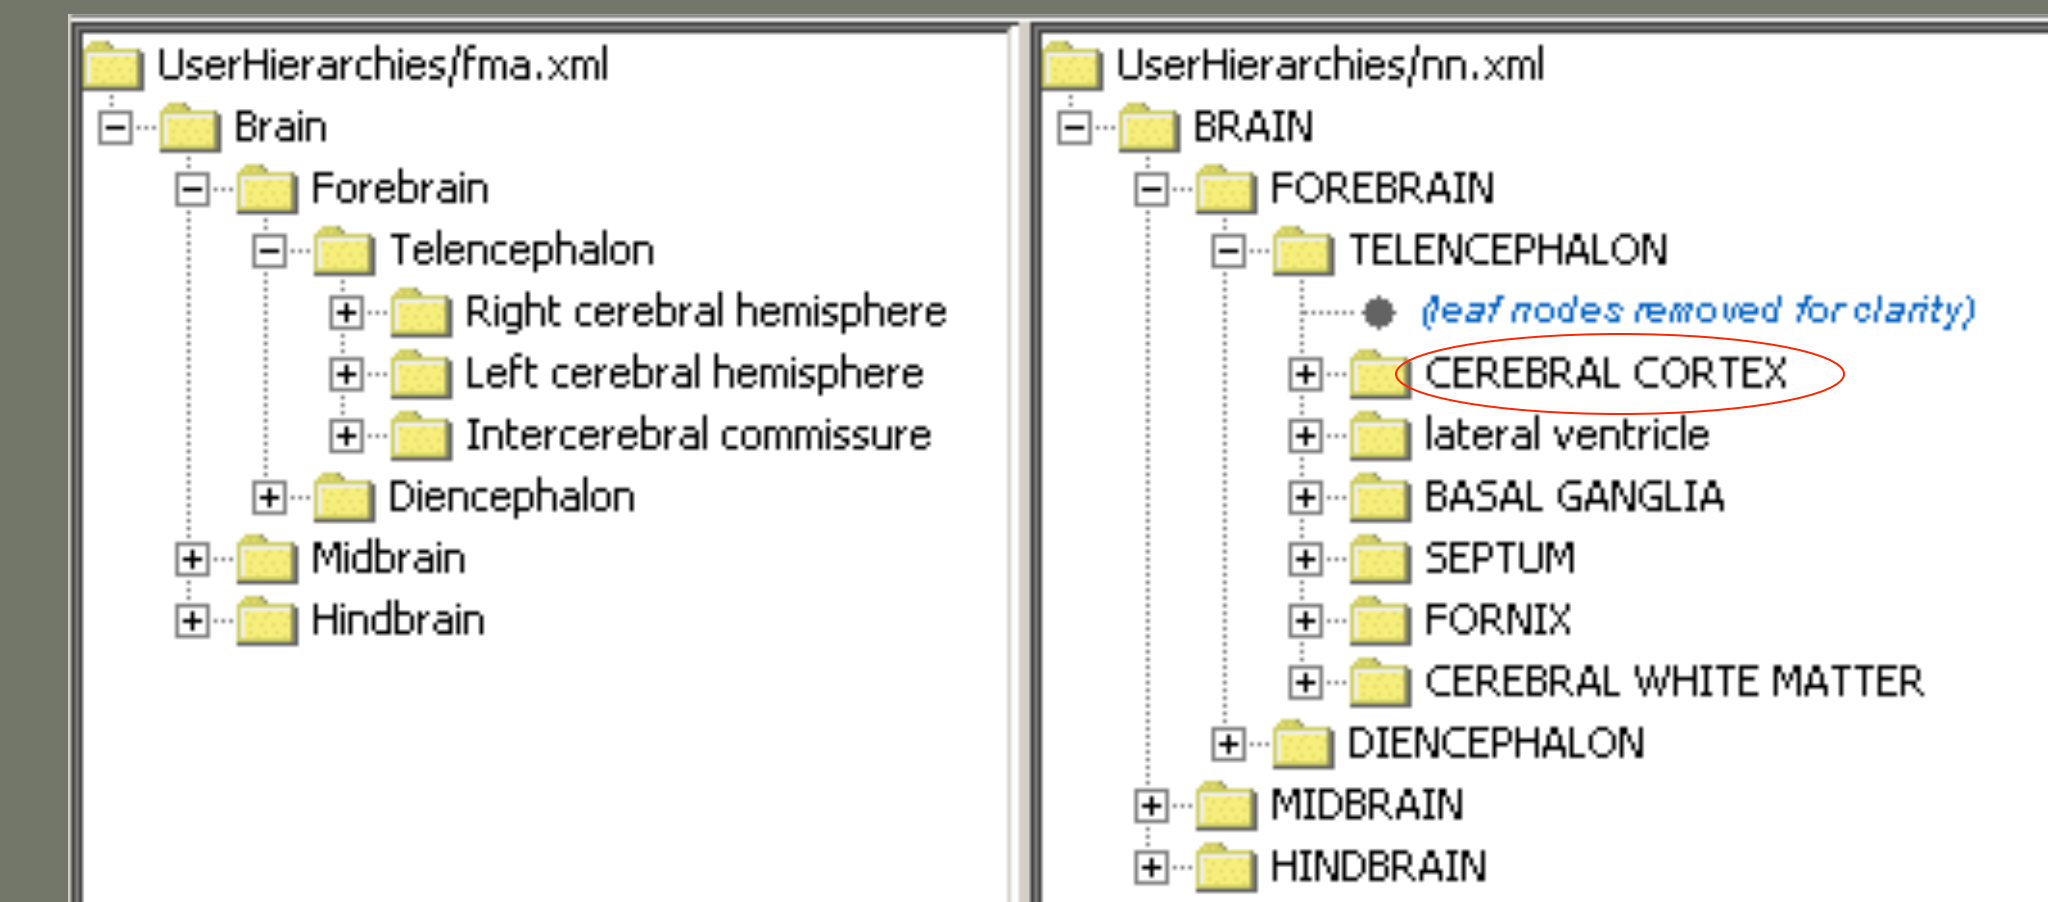 UserHierarchies/fma.xml
Brain
Forebrain
Telencephalon
Right cerebral hemisphere
Left cerebral hemisphere
Intercerebral commissure
Diencephalon
Midbrain
Hindbrain
UserHierarchies/nn.xml
BRAIN
FOREBRAIN
TELENCEPHALON
(leaf nodes removed for clarity)
CEREBRAL CORTEX
lateral ventricle
BASAL GANGLIA
SEPTUM
FORNIX
CEREBRAL WHITE MATTER
DIENCEPHALON
MIDBRAIN
HINDBRAIN